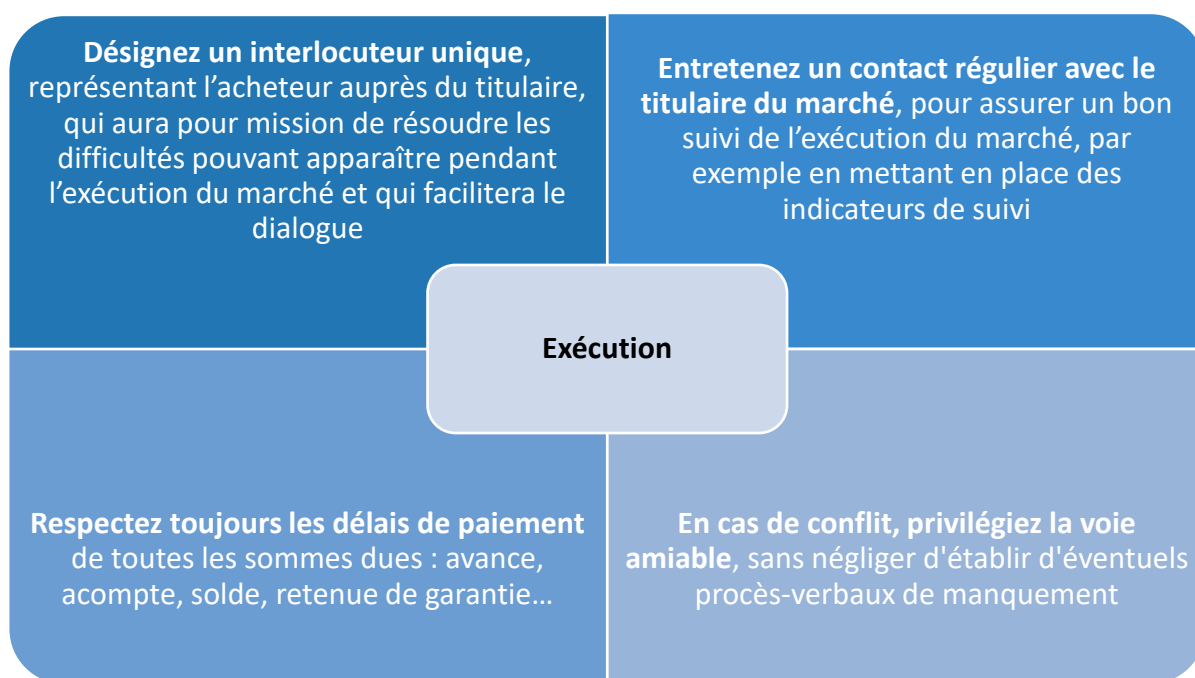 Désignez un interlocuteur unique,
représentant l’acheteur auprès du titulaire,
qui aura pour mission de résoudre les
difficultés pouvant apparaître pendant
l’exécution du marché et qui facilitera le
dialogue
Entretenez un contact régulier avec le
titulaire du marché, pour assurer un bon
suivi de l’exécution du marché, par
exemple en mettant en place des
indicateurs de suivi
Exécution
Respectez toujours les délais de paiement
de toutes les sommes dues : avance,
acompte, solde, retenue de garantie…
En cas de conflit, privilégiez la voie
amiable, sans négliger d'établir d'éventuels
procès-verbaux de manquement